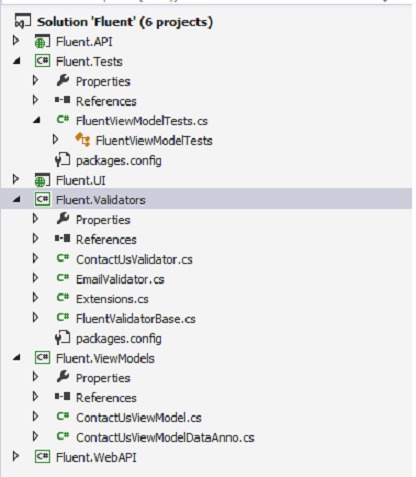 Solution 'Fluent' (6 projects)
Fluent.API
C# Fluent.Tests
Properties
References
C# FluentViewModelTests.cs
FluentViewModelTests
packages.config
Fluent.UI
C# Fluent.Validators
Properties
References
C# ContactUsValidator.cs
C# EmailValidator.cs
C# Extensions.cs
C# FluentValidatorBase.cs
packages.config
C# Fluent.ViewModels
Properties
References
C# ContactUsViewModel.cs
C# ContactUsViewModelDataAnno.cs
C# Fluent.WebAPI